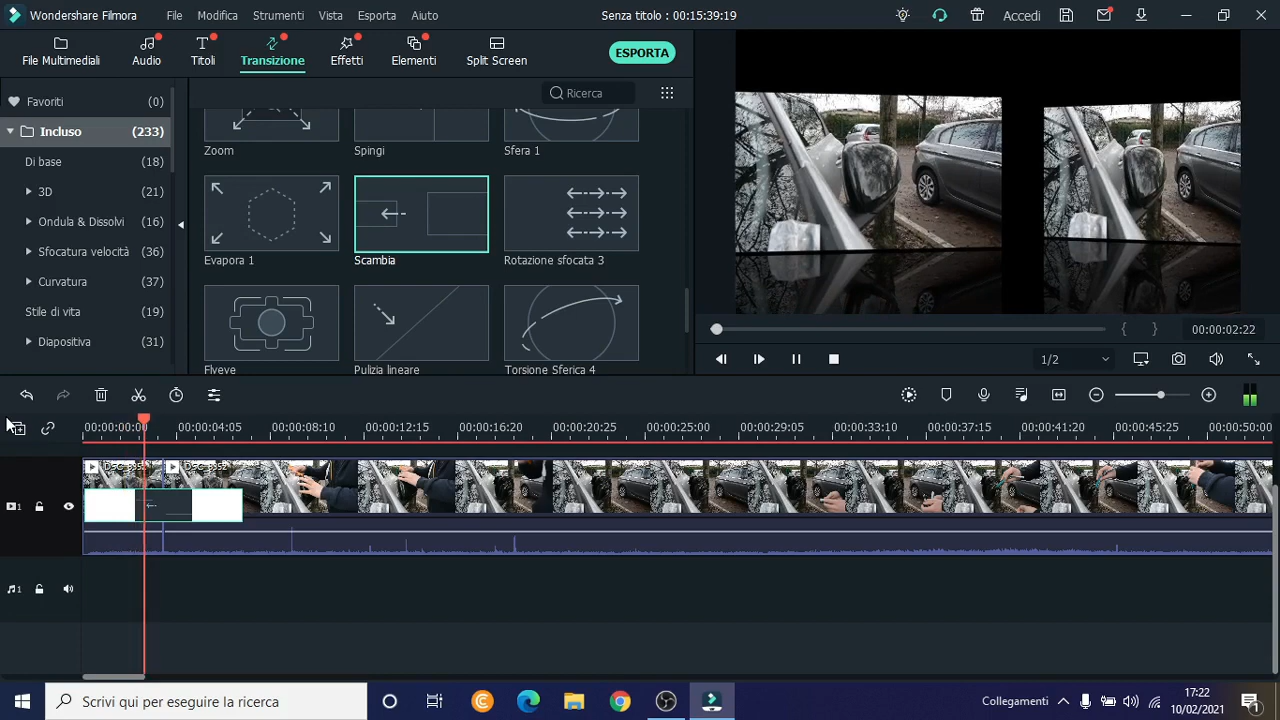 Wondershare Filmora
File
Modifica
Strumenti
Vista
Esporta
Aiuto
Senza titolo : 00:15:39:19
Accedi
File Multimediali
Audio
Titoli
Transizione
Effetti
Elementi
Split Screen
ESPORTA
Favoriti (0)
Incluso (233)
Di base (18)
3D (21)
Ondula & Dissolvi (16)
Sfocatura velocità (36)
Curvatura (37)
Stile di vita (19)
Diapositiva (31)
Ricerca
Zoom
Spingi
Sfera 1
Evapora 1
Scambia
Rotazione sfocata 3
Flyeye
Pulizia lineare
Torsione Sferica 4
00:00:02:22
1/2
00:00:00:00
00:00:04:05
00:00:08:10
00:00:12:15
00:00:16:20
00:00:20:25
00:00:25:00
00:00:29:05
00:00:33:10
00:00:37:15
00:00:41:20
00:00:45:25
00:00:50:00
1
1
Scrivi qui per eseguire la ricerca
Collegamenti
17:22
10/02/2021
1